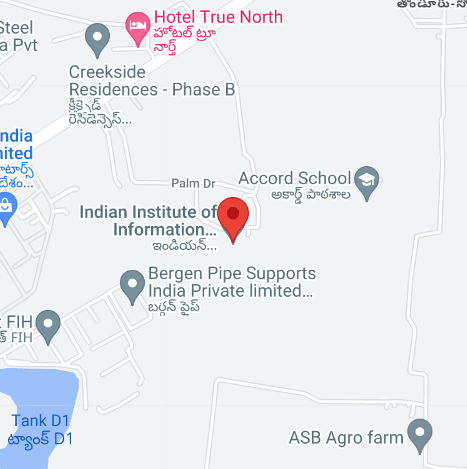 Hotel True North
హోటల్ ట్రూ
నార్త్
Steel
a Pvt
Creekside
Residences - Phase B
క్రీక్సైడ్
రెసిడెన్సెస్...
ndia
mited
మోటార్స్
దేశం...
Palm Dr
Accord School
అకార్డ్ పాఠశాల
Indian Institute of
Information...
ఇండియన్...
Bergen Pipe Supports
India Private limited...
బర్గన్ పైప్
t FIH
త్ FIH
Tank D1
ట్యాంక్ D1
ASB Agro farm